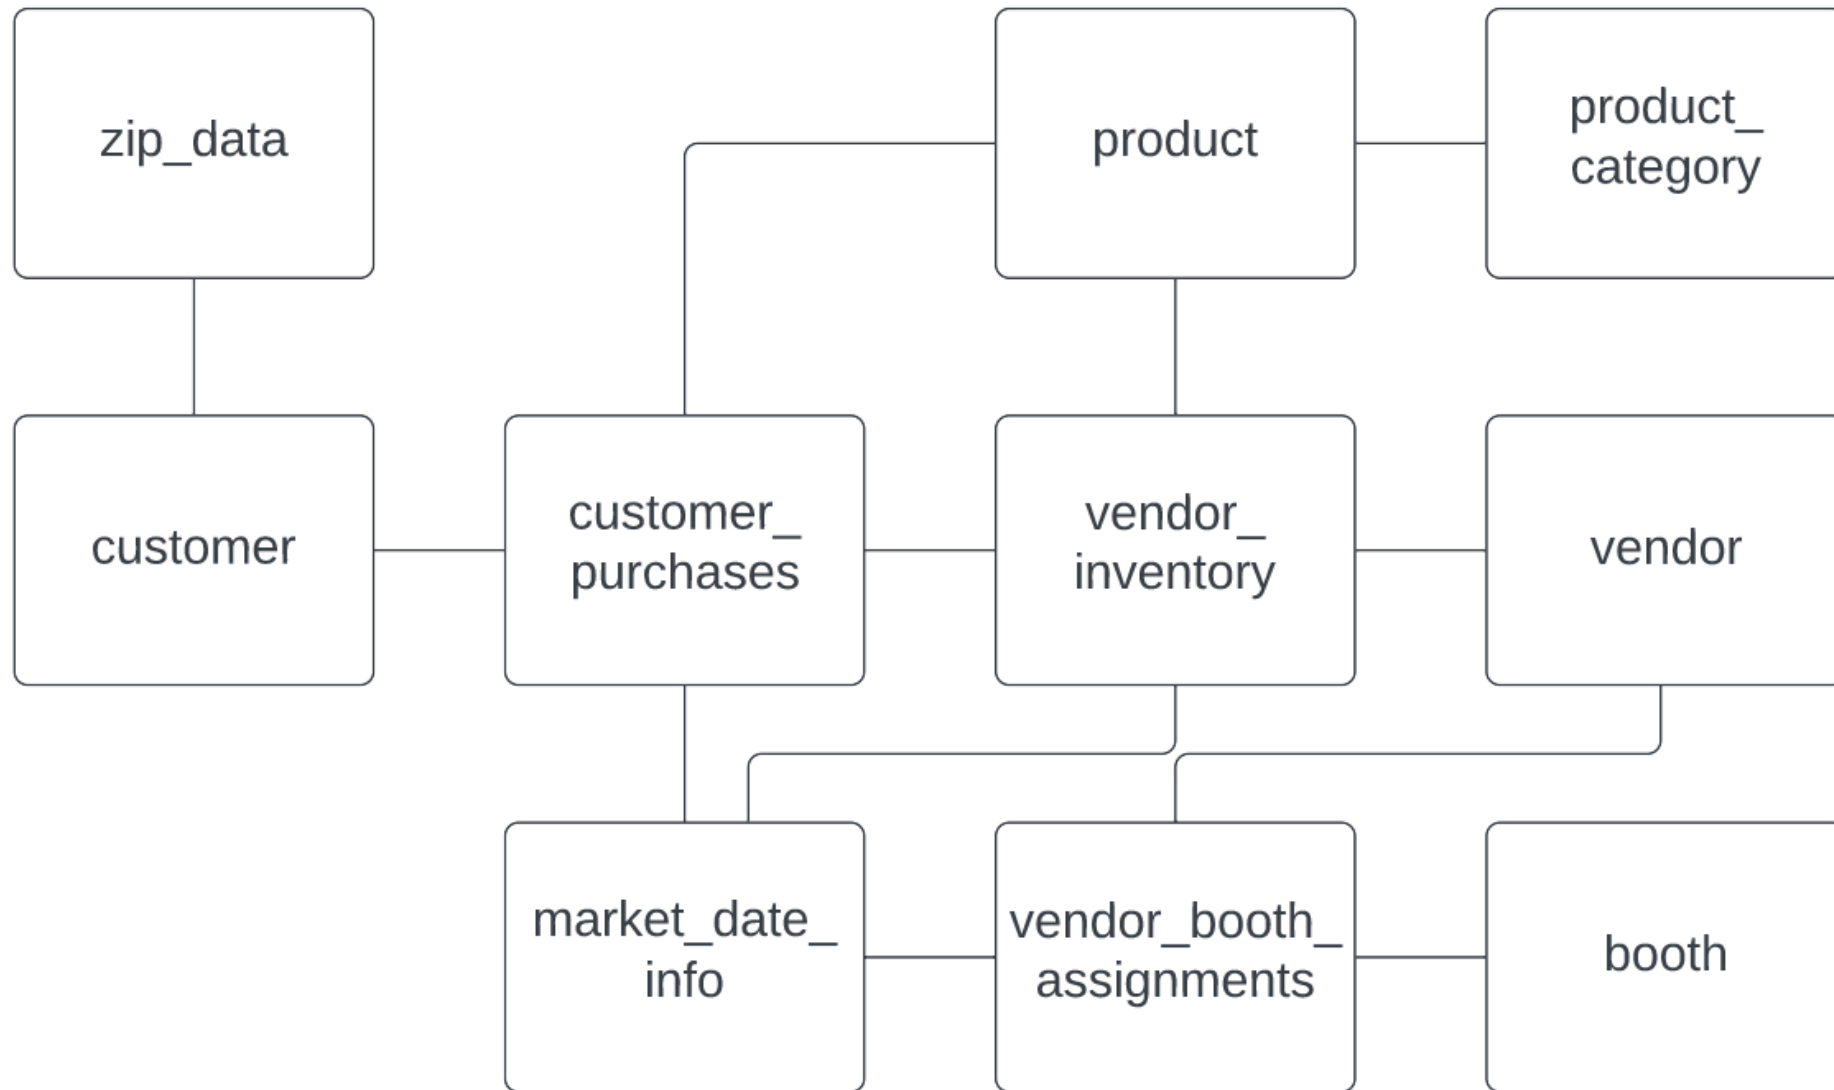 zip_data
product
product_
category
customer
customer_
purchases
vendor_
inventory
vendor
market_date_
info
vendor_booth_
assignments
booth